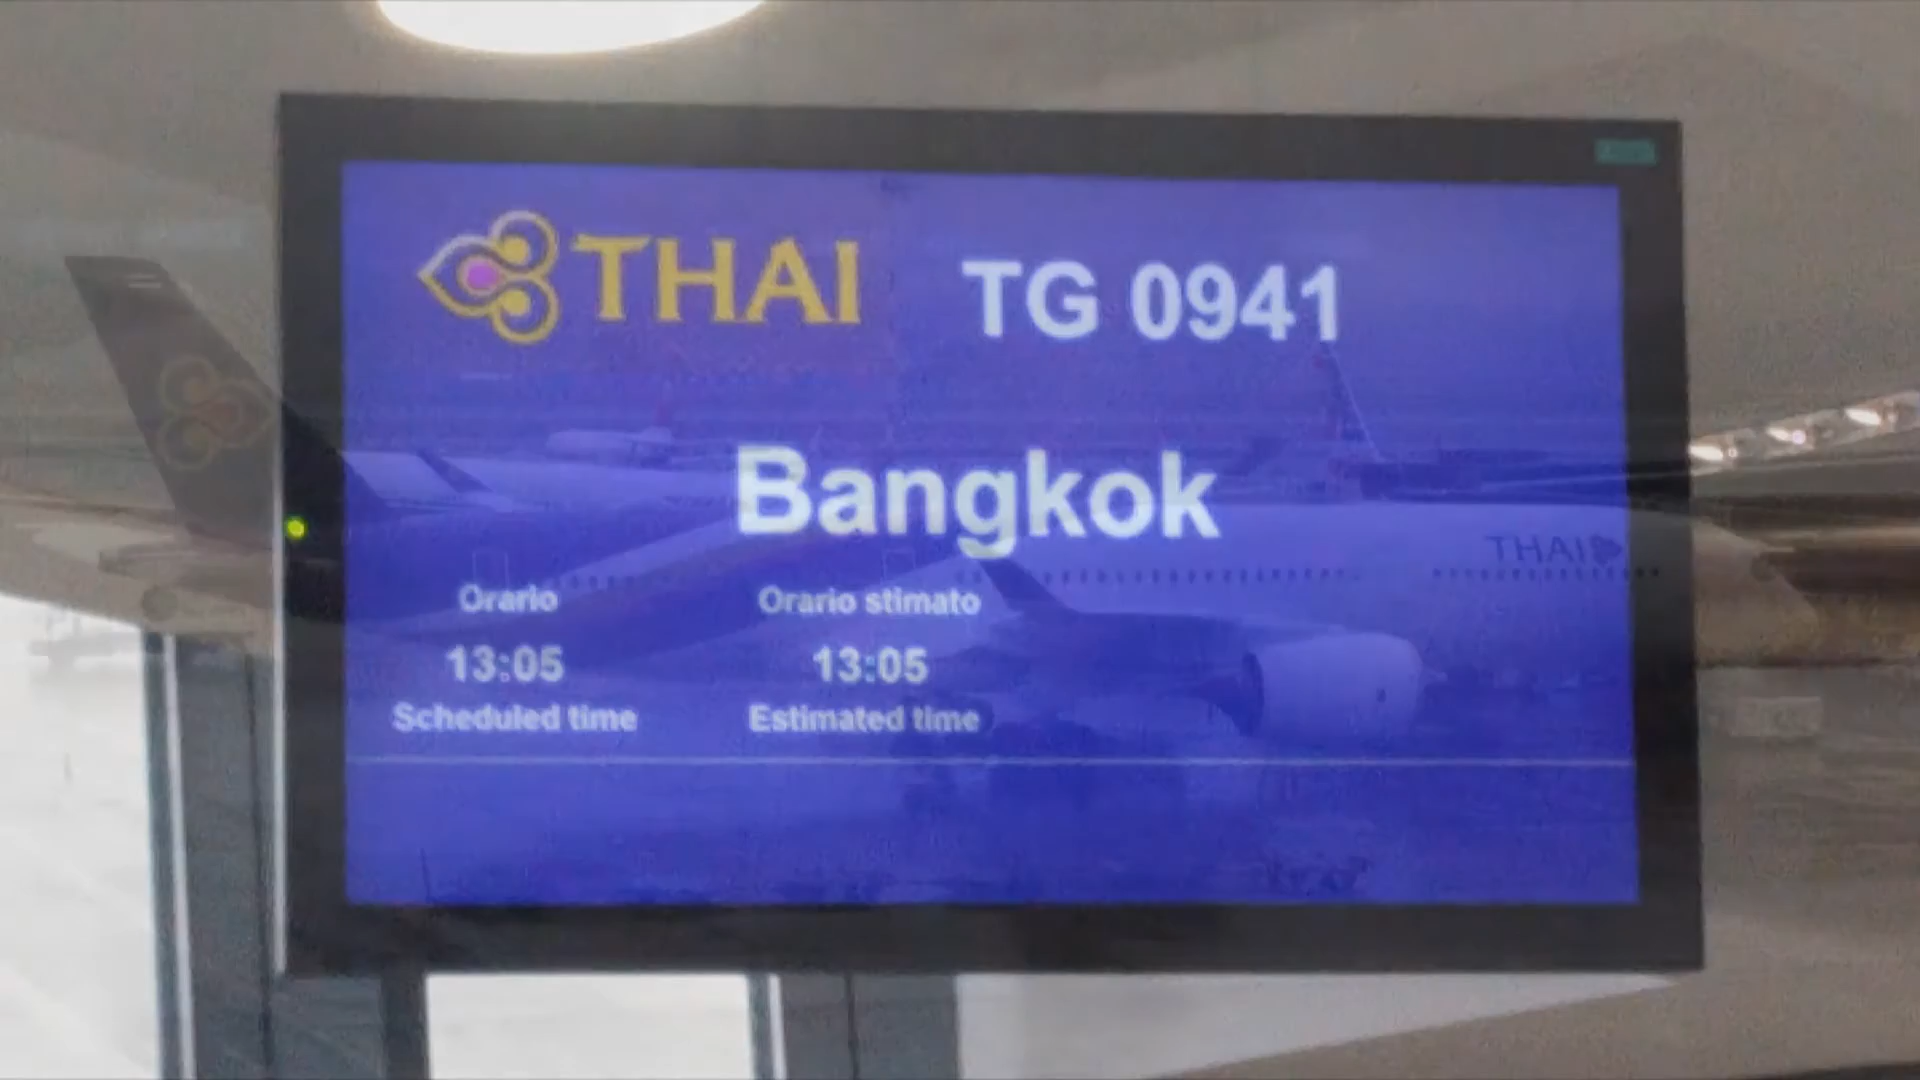 THAI TG 0941
Bangkok
Orario Orario stimato
13:05 13:05
Scheduled time Estimated time
THAI